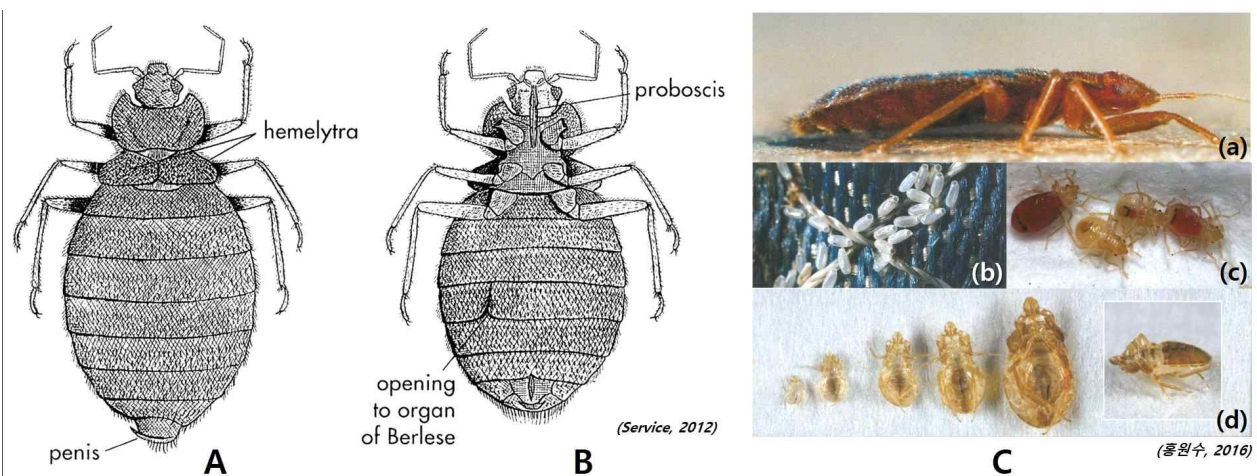 hemelytra
penis
A
proboscis
opening
to organ
of Berlese
(Service, 2012)
B
(a)
(b)
(c)
(d)
C
(홍원수, 2016)